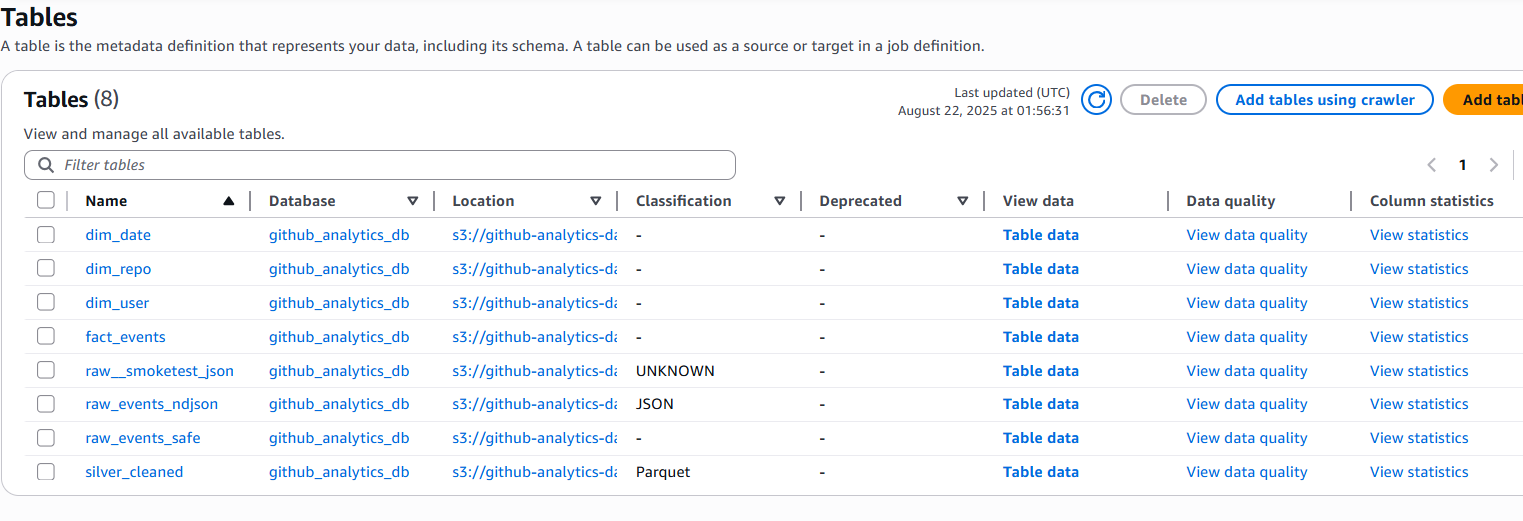 Tables
A table is the metadata definition that represents your data, including its schema. A table can be used as a source or target in a job definition.
Tables (8)
Last updated (UTC)
August 22, 2025 at 01:56:31
Delete
Add tables using crawler
Add tabl
View and manage all available tables.
Filter tables
1
Name Database Location Classification Deprecated View data Data quality Column statistics
dim_date github_analytics_db s3://github-analytics-da - - Table data View data quality View statistics
dim_repo github_analytics_db s3://github-analytics-da - - Table data View data quality View statistics
dim_user github_analytics_db s3://github-analytics-da - - Table data View data quality View statistics
fact_events github_analytics_db s3://github-analytics-da - - Table data View data quality View statistics
raw__smoketest_json github_analytics_db s3://github-analytics-da UNKNOWN - Table data View data quality View statistics
raw_events_ndjson github_analytics_db s3://github-analytics-da JSON - Table data View data quality View statistics
raw_events_safe github_analytics_db s3://github-analytics-da - - Table data View data quality View statistics
silver_cleaned github_analytics_db s3://github-analytics-da Parquet - Table data View data quality View statistics